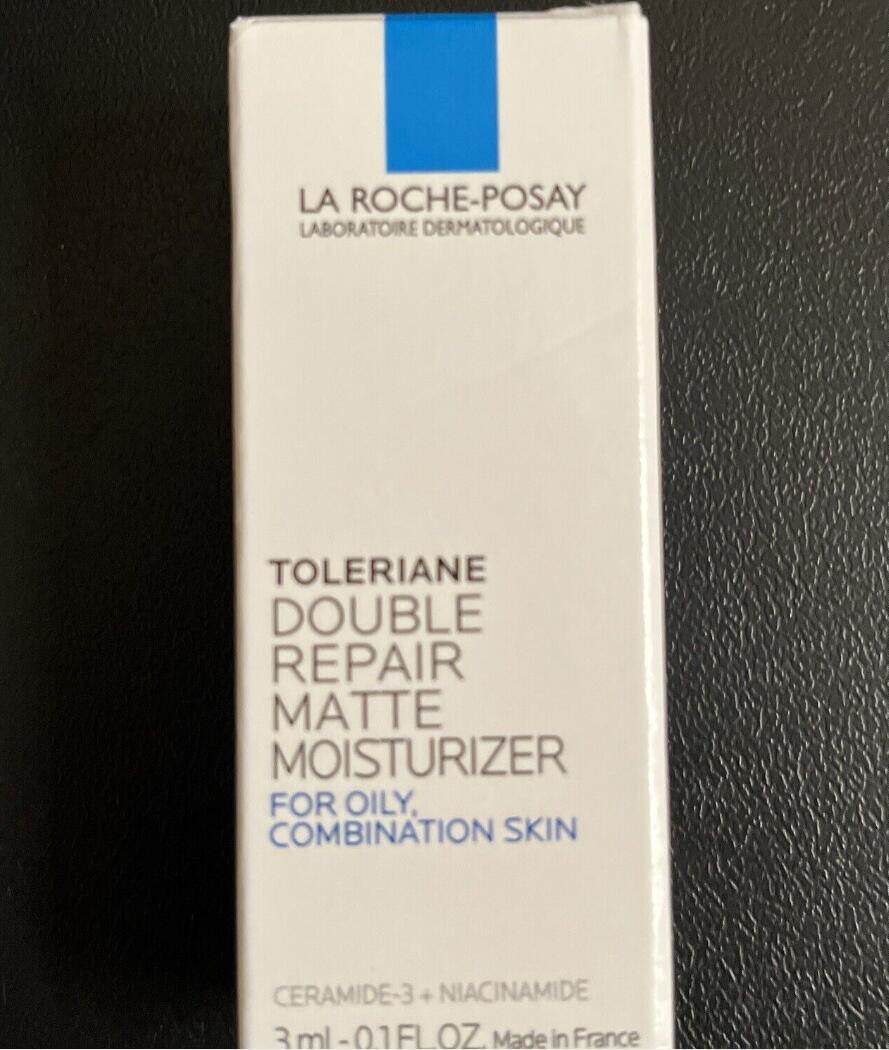 LA ROCHE-POSAY
LABORATOIRE DERMATOLOGIQUE
TOLERIANE
DOUBLE
REPAIR
MATTE
MOISTURIZER
FOR OILY,
COMBINATION SKIN
CERAMIDE-3 + NIACINAMIDE
3 ml - 0.1 FL.OZ. Made in France